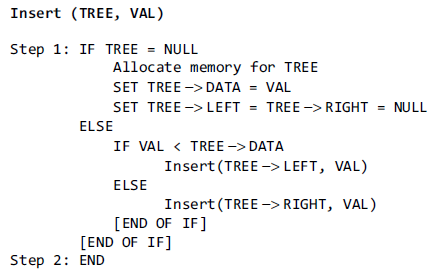 Insert (TREE, VAL)
Step 1: IF TREE = NULL
Allocate memory for TREE
SET TREE->DATA = VAL
SET TREE->LEFT = TREE->RIGHT = NULL
ELSE
IF VAL < TREE->DATA
Insert(TREE->LEFT, VAL)
ELSE
Insert(TREE->RIGHT, VAL)
[END OF IF]
[END OF IF]
Step 2: END